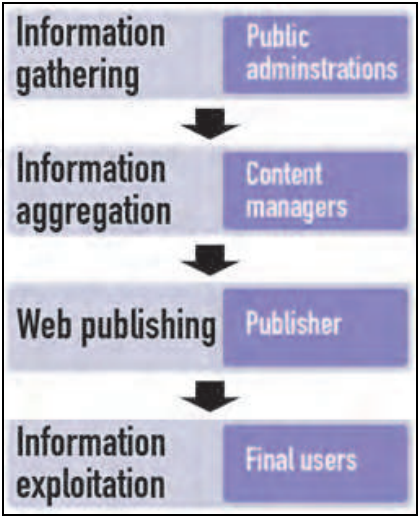 Information
gathering
Public
adminstrations
Information
aggregation
Content
managers
Web publishing
Publisher
Information
exploitation
Final users